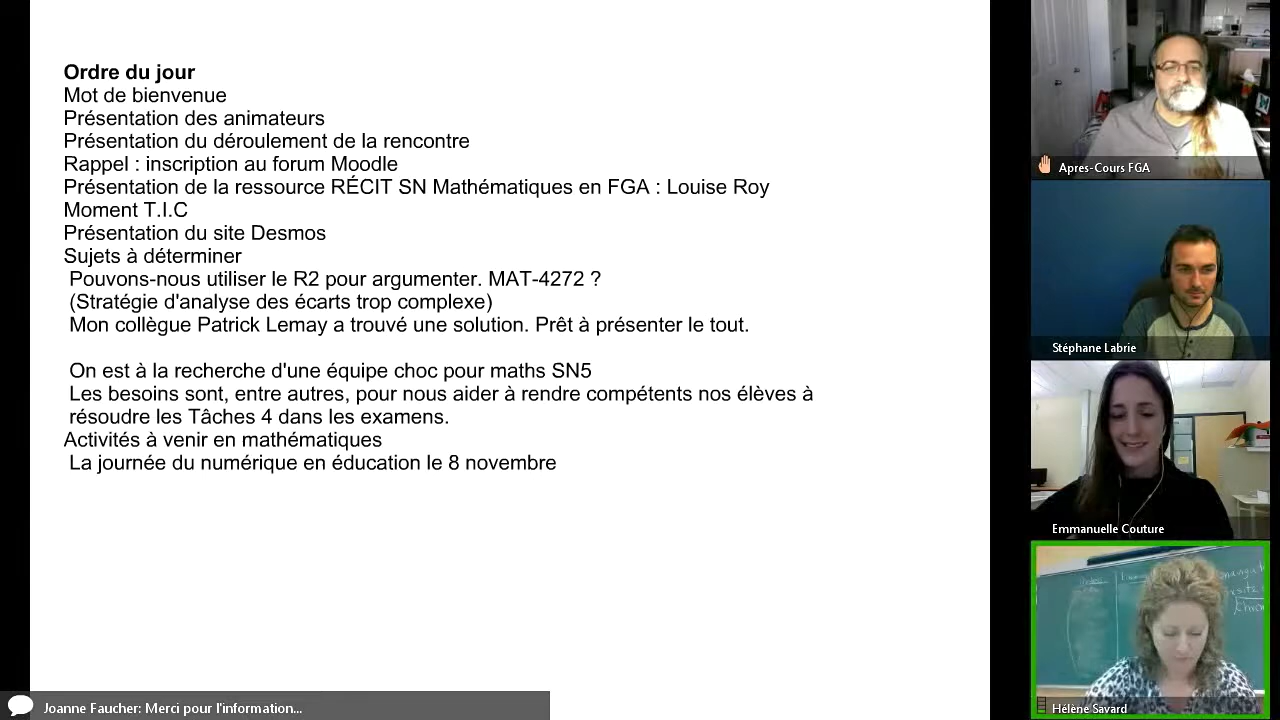 Ordre du jour
Mot de bienvenue
Présentation des animateurs
Présentation du déroulement de la rencontre
Rappel : inscription au forum Moodle
Présentation de la ressource RÉCIT SN Mathématiques en FGA : Louise Roy
Moment T.I.C
Présentation du site Desmos
Sujets à déterminer
Pouvons-nous utiliser le R2 pour argumenter. MAT-4272 ?
(Stratégie d'analyse des écarts trop complexe)
Mon collègue Patrick Lemay a trouvé une solution. Prêt à présenter le tout.
On est à la recherche d'une équipe choc pour maths SN5
Les besoins sont, entre autres, pour nous aider à rendre compétents nos élèves à
résoudre les Tâches 4 dans les examens.
Activités à venir en mathématiques
La journée du numérique en éducation le 8 novembre
Joanne Faucher: Merci pour l'information...
Apres-Cours FGA
Stéphane Labrie
Emmanuelle Couture
Hélène Savard